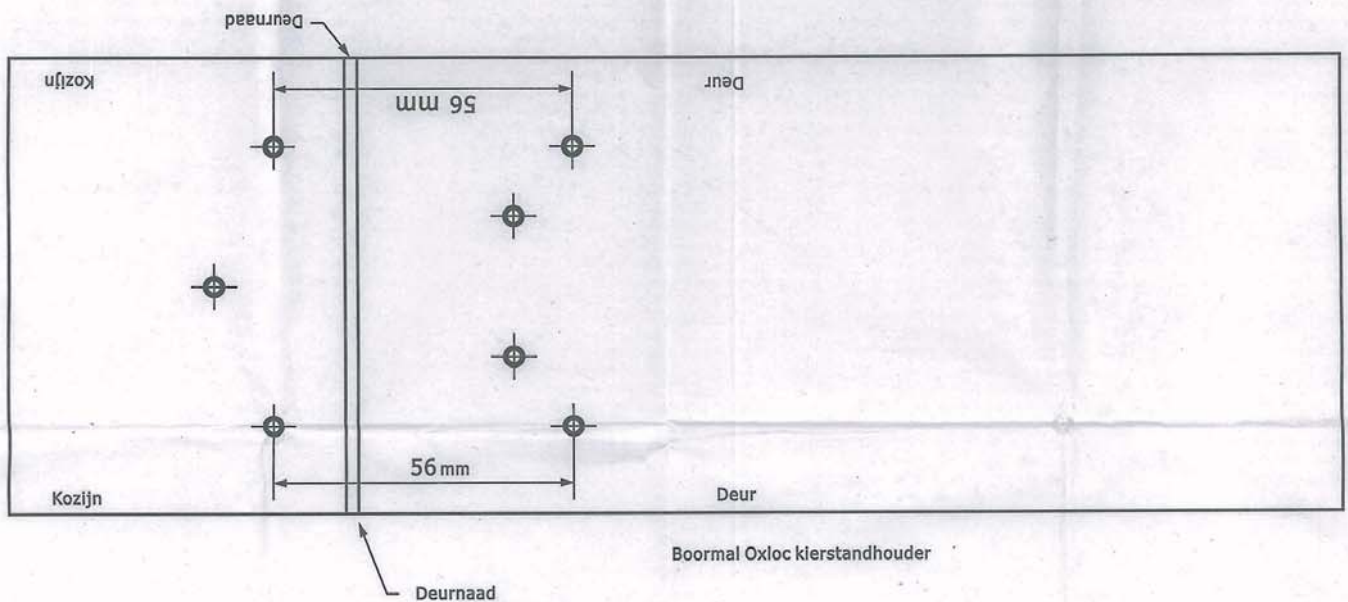 Deurnaad
Kozijn
Deur
56 mm
56 mm
Kozijn
Deur
Boormal Oxloc kierstandhouder
Deurnaad